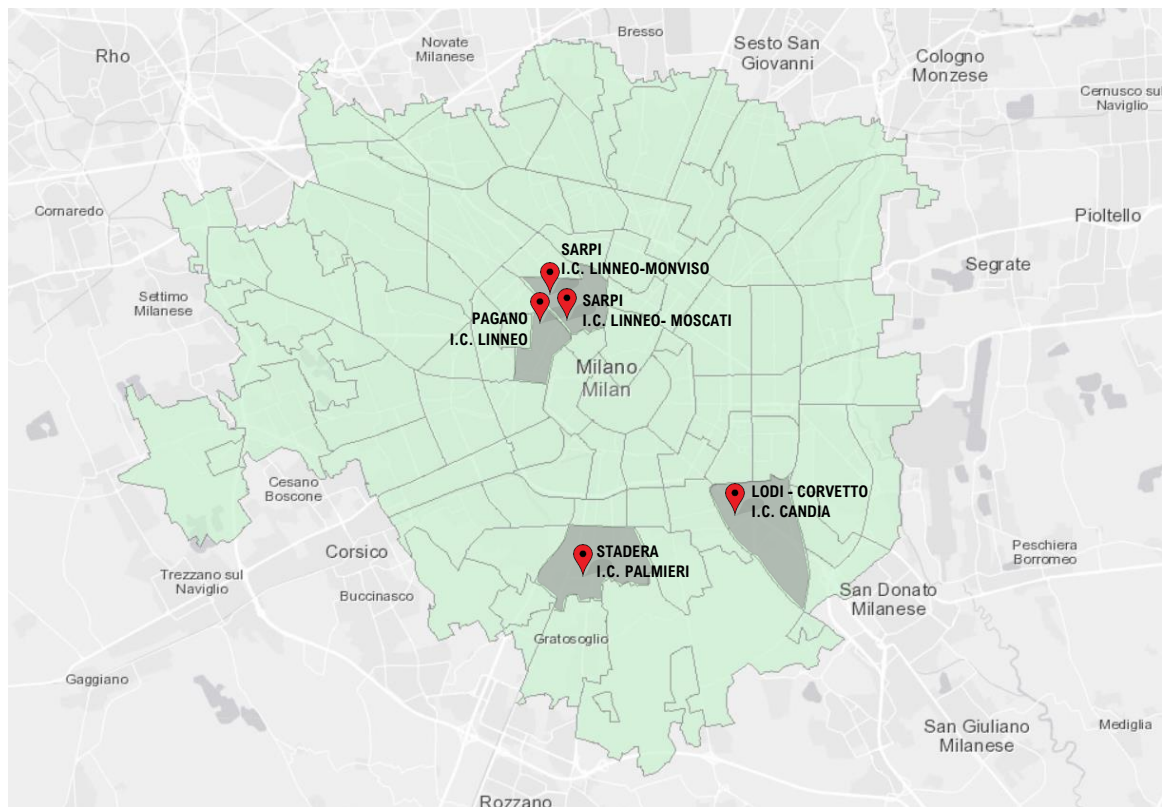 Bresso
Novate
Milanese
Sesto San
Giovanni
Rho
Cologno
Monzese
Cernusco sul
Naviglio
Cornaredo
Pioltello
SARPI
I.C. LINNEO-MONVISO
Segrate
Settimo
Milanese
SARPI
I.C. LINNEO- MOSCATI
PAGANO
I.C. LINNEO
Milano
Milan
Cesano
Boscone
LODI - CORVETTO
I.C. CANDIA
Corsico
STADERA
I.C. PALMIERI
Peschiera
Borromeo
Trezzano sul
Naviglio
Buccinasco
San Donato
Milanese
Gratosoglio
Gaggiano
San Giuliano
Milanese
Mediglia
Rozzano